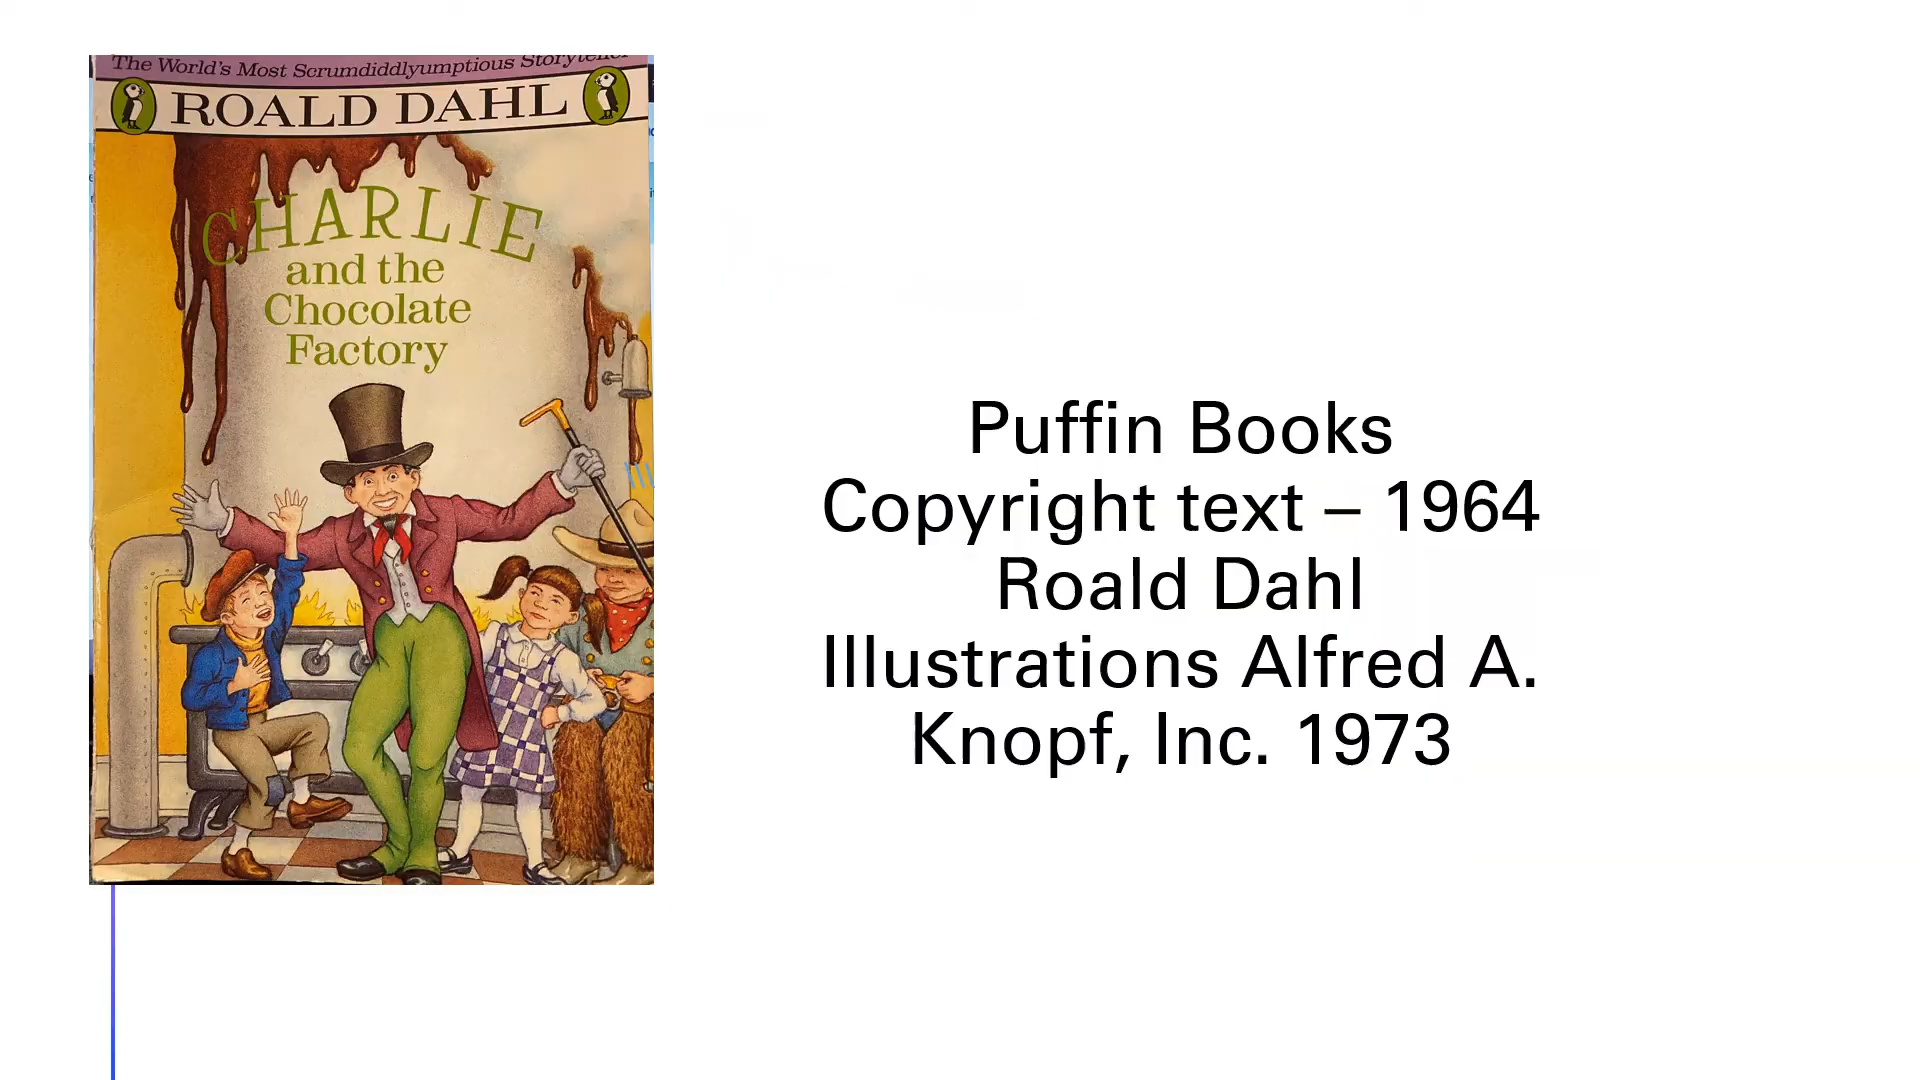 The World's Most Scrumdiddlyumptious Storyteller
ROALD DAHL
CHARLIE
and the
Chocolate
Factory
Puffin Books
Copyright text – 1964
Roald Dahl
Illustrations Alfred A.
Knopf, Inc. 1973